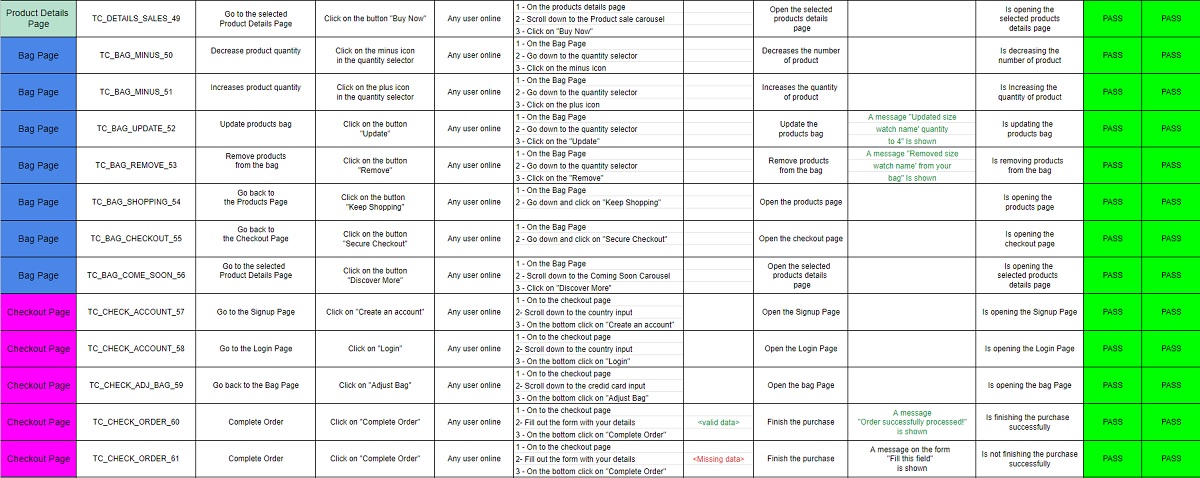 Product Details
Page
TC_DETAILS_SALES_49
Go to the selected
Product Details Page
Click on the button "Buy Now"
Any user online
1 - On the products details page
2 - Scroll down to the Product sale carousel
3 - Click on "Buy Now"
Open the selected
products details
page
Is opening the
selected products
details page
PASS
PASS
Bag Page
TC_BAG_MINUS_50
Decrease product quantity
Click on the minus icon
in the quantity selector
Any user online
1 - On the Bag Page
2 - Go down to the quantity selector
3 - Click on the minus icon
Decreases the number
of product
Is decreasing the
number of product
PASS
PASS
Bag Page
TC_BAG_MINUS_51
Increases product quantity
Click on the plus icon
in the quantity selector
Any user online
1 - On the Bag Page
2 - Go down to the quantity selector
3 - Click on the plus icon
Increases the quantity
of product
Is Increasing the
quantity of product
PASS
PASS
Bag Page
TC_BAG_UPDATE_52
Update products bag
Click on the button
"Update"
Any user online
1 - On the Bag Page
2 - Go down to the quantity selector
3 - Click on the "Update"
Update the
products bag
A message "Updated size
watch name' quantity
to 4" Is shown
Is updating the
products bag
PASS
PASS
Bag Page
TC_BAG_REMOVE_53
Remove products
from the bag
Click on the button
"Remove"
Any user online
1 - On the Bag Page
2 - Go down to the quantity selector
3 - Click on the "Remove"
Remove products
from the bag
A message "Removed size
watch name' from your
bag" Is shown
Is removing products
from the bag
PASS
PASS
Bag Page
TC_BAG_SHOPPING_54
Go back to
the Products Page
Click on the button
"Keep Shopping"
Any user online
1 - On the Bag Page
2 - Go down and click on "Keep Shopping"
Open the products page
Is opening the
products page
PASS
PASS
Bag Page
TC_BAG_CHECKOUT_55
Go back to
the Checkout Page
Click on the button
"Secure Checkout"
Any user online
1 - On the Bag Page
2 - Go down and click on "Secure Checkout"
Open the checkout page
Is opening the
checkout page
PASS
PASS
Bag Page
TC_BAG_COME_SOON_56
Go to the selected
Product Details Page
Click on the button
"Discover More"
Any user online
1 - On the Bag Page
2 - Scroll down to the Coming Soon Carousel
3 - Click on "Discover More"
Open the selected
products details
page
Is opening the
selected products
details page
PASS
PASS
Checkout Page
TC_CHECK_ACCOUNT_57
Go to the Signup Page
Click on "Create an account"
Any user online
1 - On to the checkout page
2- Scroll down to the country input
3 - On the bottom click on "Create an account"
Open the Signup Page
Is opening the Signup Page
PASS
PASS
Checkout Page
TC_CHECK_ACCOUNT_58
Go to the Login Page
Click on "Login"
Any user online
1 - On to the checkout page
2- Scroll down to the country input
3 - On the bottom click on "Login"
Open the Login Page
Is opening the Login Page
PASS
PASS
Checkout Page
TC_CHECK_ADJ_BAG_59
Go back to the Bag Page
Click on "Adjust Bag"
Any user online
1 - On to the checkout page
2- Scroll down to the credid card input
3 - On the bottom click on "Adjust Bag"
Open the bag Page
Is opening the bag Page
PASS
PASS
Checkout Page
TC_CHECK_ORDER_60
Complete Order
Click on "Complete Order"
Any user online
1 - On to the checkout page
2- Fill out the form with your details
3 - On the bottom click on "Complete Order"
<valid data>
Finish the purchase
A message
"Order successfully processed!"
is shown
Is finishing the purchase
successfully
PASS
PASS
Checkout Page
TC_CHECK_ORDER_61
Complete Order
Click on "Complete Order"
Any user online
1 - On to the checkout page
2- Fill out the form with your details
3 - On the bottom click on "Complete Order"
<Missing data>
Finish the purchase
A message on the form
"Fill this field"
is shown
Is not finishing the purchase
successfully
PASS
PASS